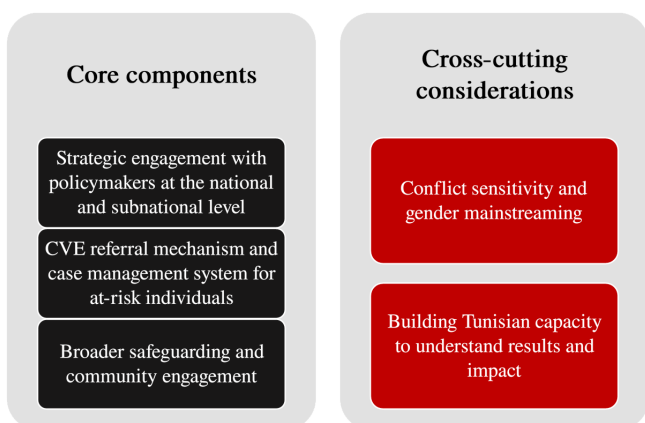 Core components
Strategic engagement with
policymakers at the national
and subnational level
CVE referral mechanism and
case management system for
at-risk individuals
Broader safeguarding and
community engagement
Cross-cutting
considerations
Conflict sensitivity and
gender mainstreaming
Building Tunisian capacity
to understand results and
impact